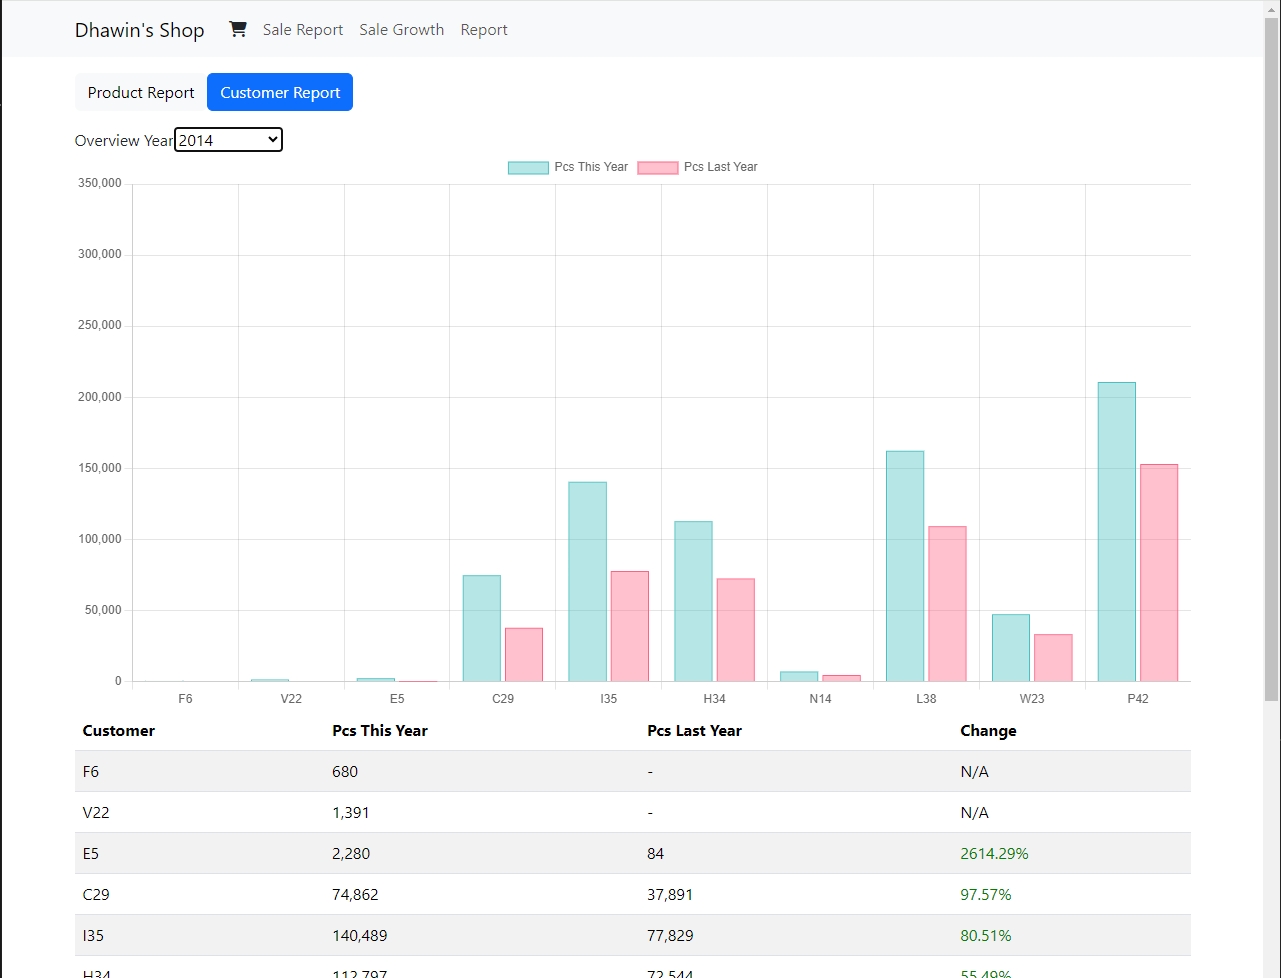 Dhawin's Shop Sale Report Sale Growth Report
Product Report Customer Report
Overview Year 2014
Pcs This Year Pcs Last Year
350,000
300,000
250,000
200,000
150,000
100,000
50,000
0
F6 V22 E5 C29 I35 H34 N14 L38 W23 P42
Customer Pcs This Year Pcs Last Year Change
F6 680 - N/A
V22 1,391 - N/A
E5 2,280 84 2614.29%
C29 74,862 37,891 97.57%
I35 140,489 77,829 80.51%
H34 112,797 72,544 55.49%